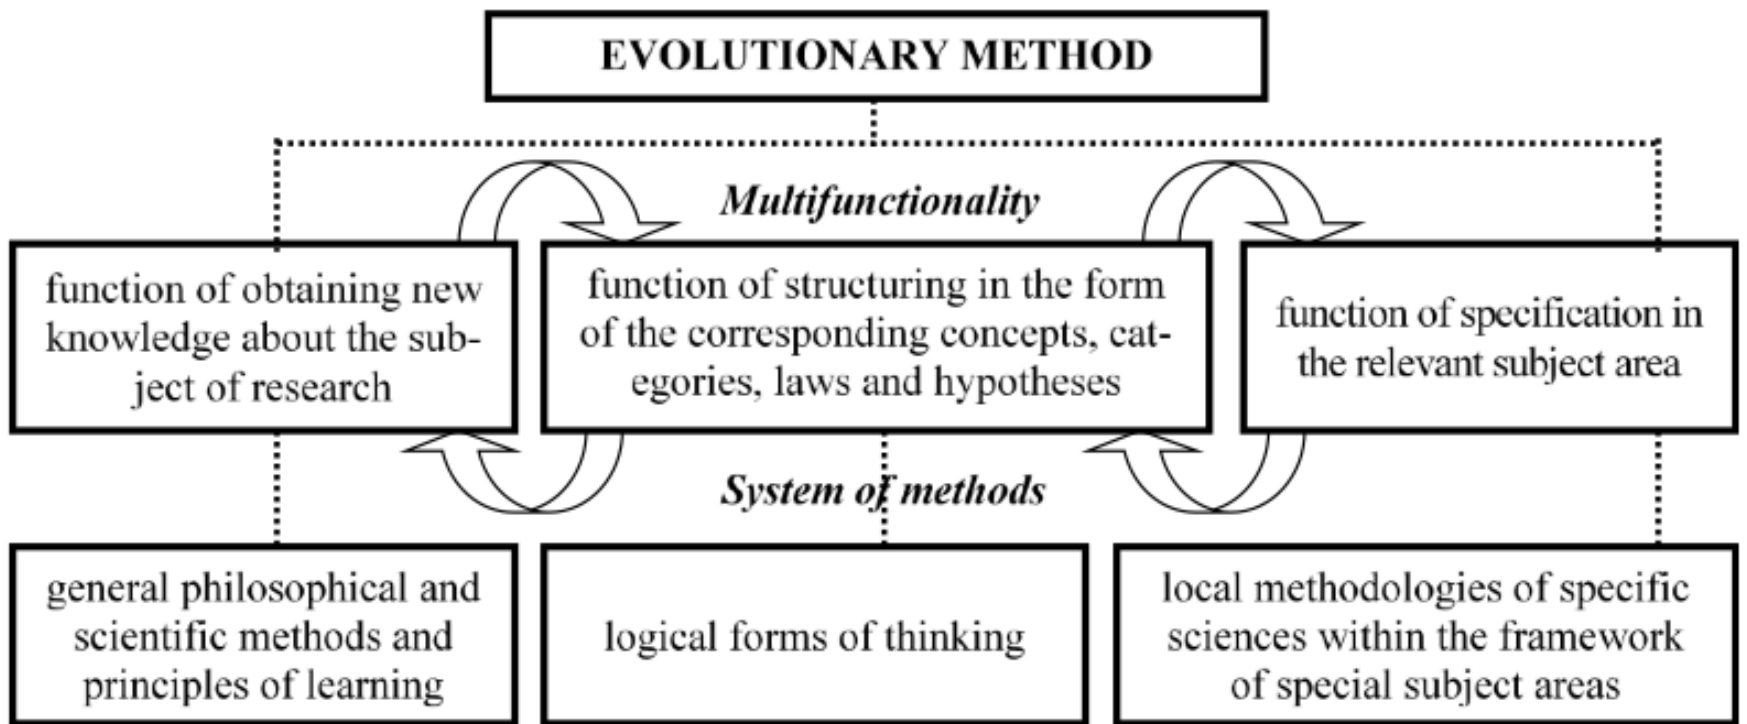 EVOLUTIONARY METHOD
Multifunctionality
function of obtaining new
knowledge about the sub-
ject of research
function of structuring in the form
of the corresponding concepts, cat-
egories, laws and hypotheses
function of specification in
the relevant subject area
System of methods
general philosophical and
scientific methods and
principles of learning
logical forms of thinking
local methodologies of specific
sciences within the framework
of special subject areas